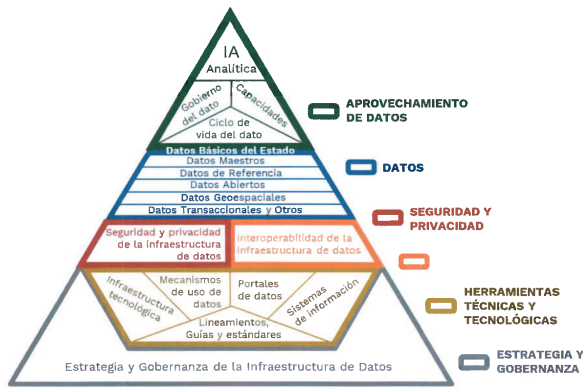 IA
Analítica
Gobierno
del dato
Capacidades
Ciclo de
vida del dato
APROVECHAMIENTO
DE DATOS
Datos Básicos del Estado
Datos Maestros
Datos de Referencia
Datos Abiertos
Datos Geoespaciales
Datos Transaccionales y Otros
DATOS
Seguridad y privacidad
de la infraestructura
de datos
Interoperabilidad de la
infraestructura de datos
SEGURIDAD Y
PRIVACIDAD
Infraestructura
tecnológica
Mecanismos
de uso de
datos
Portales
de datos
Sistemas
de información
Lineamientos,
Guías y estándares
HERRAMIENTAS
TÉCNICAS Y
TECNOLÓGICAS
Estrategia y Gobernanza de la Infraestructura de Datos
ESTRATEGIA Y
GOBERNANZA